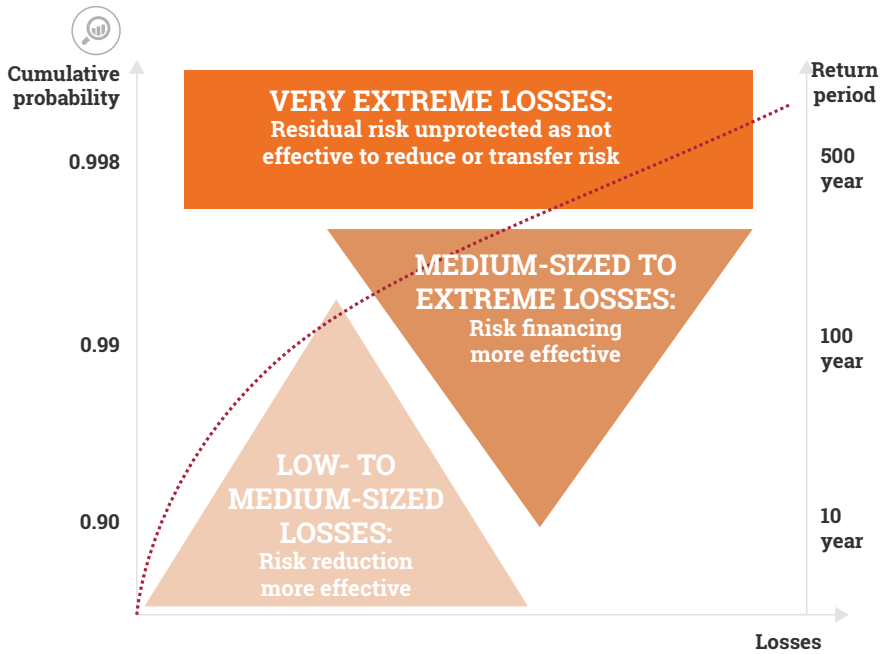 Cumulative
probability
Return
period
VERY EXTREME LOSSES:
Residual risk unprotected as not
effective to reduce or transfer risk
0.998
500
year
MEDIUM-SIZED TO
EXTREME LOSSES:
Risk financing
more effective
0.99
100
year
LOW- TO
MEDIUM-SIZED
LOSSES:
Risk reduction
more effective
0.90
10
year
Losses